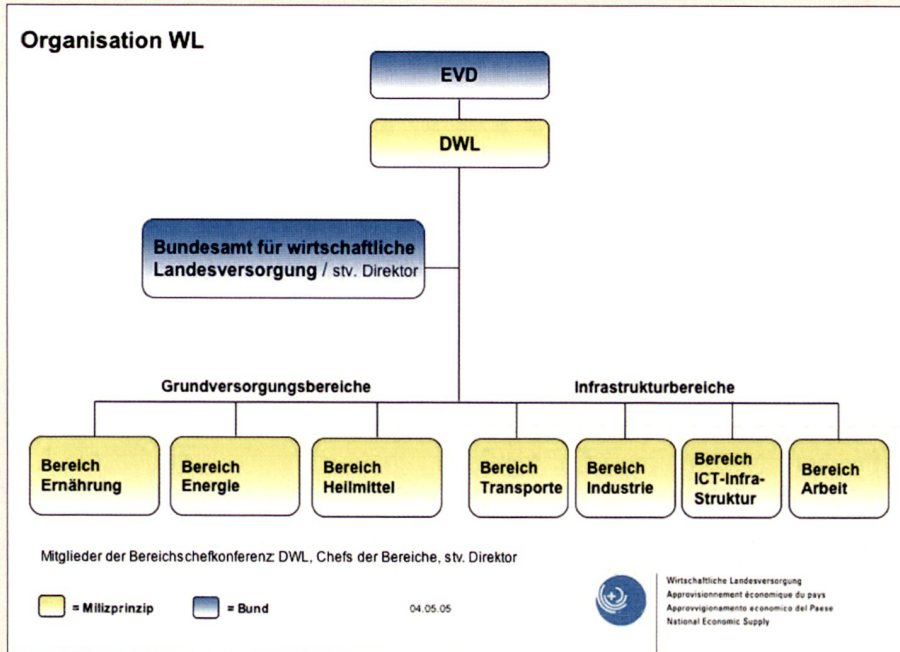 Organisation WL
EVD
DWL
Bundesamt für wirtschaftliche
Landesversorgung / stv. Direktor
Grundversorgungsbereiche
Infrastrukturbereiche
Bereich
Ernährung
Bereich
Energie
Bereich
Heilmittel
Bereich
Transporte
Bereich
Industrie
Bereich
ICT-Infra-
Struktur
Bereich
Arbeit
Mitglieder der Bereichschefkonferenz: DWL, Chefs der Bereiche, stv. Direktor
= Milizprinzip
= Bund
04.05.05
Wirtschaftliche Landesversorgung
Approvisionnement économique du pays
Approvvigionamento economico del Paese
National Economic Supply